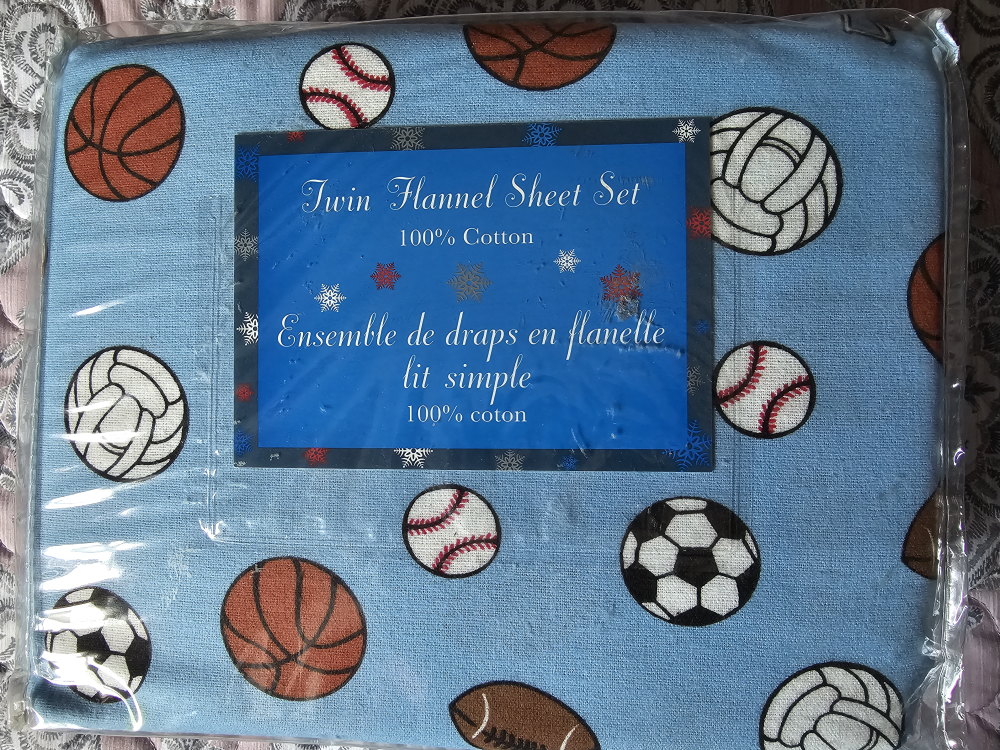 Twin Flannel Sheet Set
100% Cotton
Ensemble de draps en flanelle
lit simple
100% coton